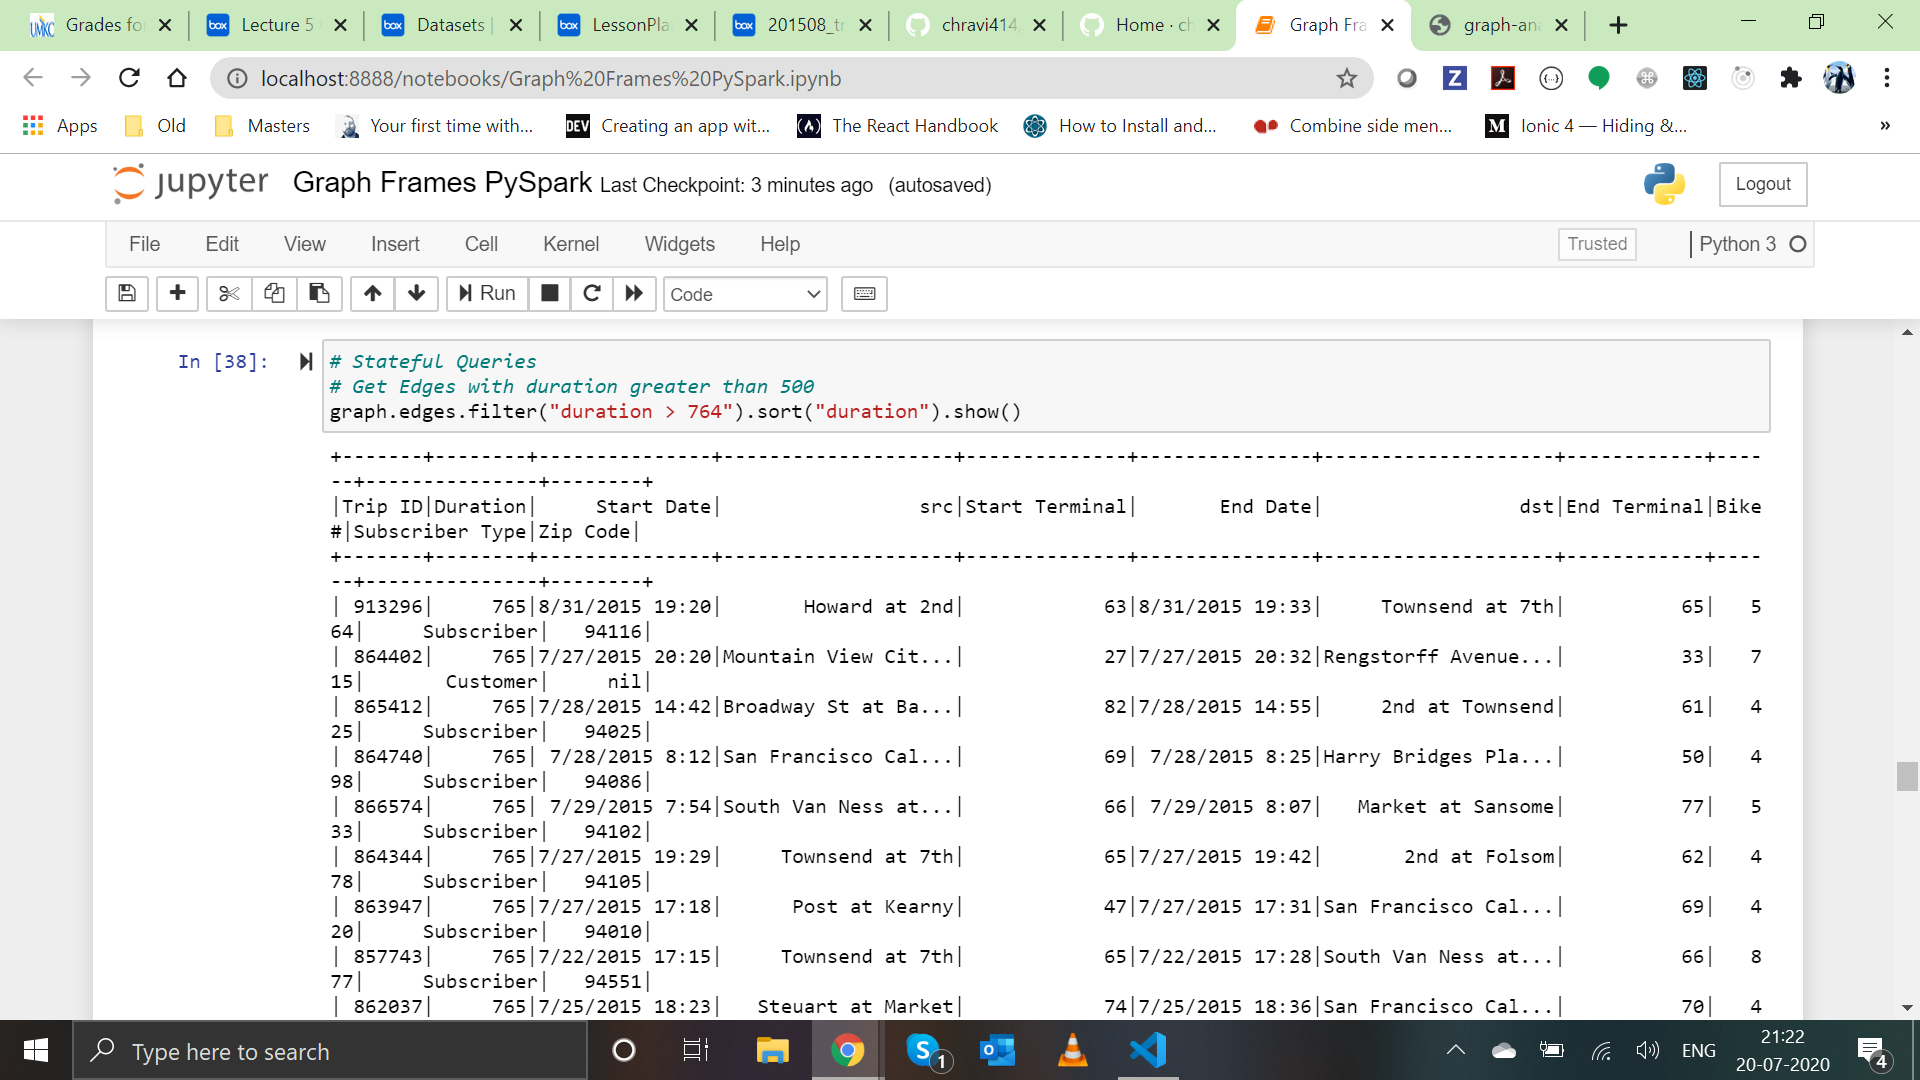 Grades fo
Lecture 5
Datasets |
LessonPla
201508_tr
chravi414
Home · ch
Graph Fra
graph-ana
localhost:8888/notebooks/Graph%20Frames%20PySpark.ipynb
Apps
Old
Masters
Your first time with...
DEV Creating an app wit...
The React Handbook
How to Install and...
Combine side men...
M Ionic 4 — Hiding &...
»
jupyter Graph Frames PySpark Last Checkpoint: 3 minutes ago (autosaved)
Logout
File Edit View Insert Cell Kernel Widgets Help
Trusted
Python 3
Run
Code
In [38]:
# Stateful Queries
# Get Edges with duration greater than 500
graph.edges.filter("duration > 764").sort("duration").show()
+-------+--------+---------------+--------------------+--------------+---------------+--------------------+------------+----
--+---------------+--------+
|Trip ID|Duration|     Start Date|                 src|Start Terminal|       End Date|                 dst|End Terminal|Bike
#|Subscriber Type|Zip Code|
+-------+--------+---------------+--------------------+--------------+---------------+--------------------+------------+----
--+---------------+--------+
| 913296|     765|8/31/2015 19:20|       Howard at 2nd|            63|8/31/2015 19:33|     Townsend at 7th|          65|   5
64|     Subscriber|   94116|
| 864402|     765|7/27/2015 20:20|Mountain View Cit...|            27|7/27/2015 20:32|Rengstorff Avenue...|          33|   7
15|       Customer|     nil|
| 865412|     765|7/28/2015 14:42|Broadway St at Ba...|            82|7/28/2015 14:55|     2nd at Townsend|          61|   4
25|     Subscriber|   94025|
| 864740|     765| 7/28/2015 8:12|San Francisco Cal...|            69| 7/28/2015 8:25|Harry Bridges Pla...|          50|   4
98|     Subscriber|   94086|
| 866574|     765| 7/29/2015 7:54|South Van Ness at...|            66| 7/29/2015 8:07|   Market at Sansome|          77|   5
33|     Subscriber|   94102|
| 864344|     765|7/27/2015 19:29|     Townsend at 7th|            65|7/27/2015 19:42|       2nd at Folsom|          62|   4
78|     Subscriber|   94105|
| 863947|     765|7/27/2015 17:18|      Post at Kearny|            47|7/27/2015 17:31|San Francisco Cal...|          69|   4
20|     Subscriber|   94010|
| 857743|     765|7/22/2015 17:15|     Townsend at 7th|            65|7/22/2015 17:28|South Van Ness at...|          66|   8
77|     Subscriber|   94551|
| 862037|     765|7/25/2015 18:23|   Steuart at Market|            74|7/25/2015 18:36|San Francisco Cal...|          70|   4
Type here to search
1
ENG
21:22
20-07-2020
4